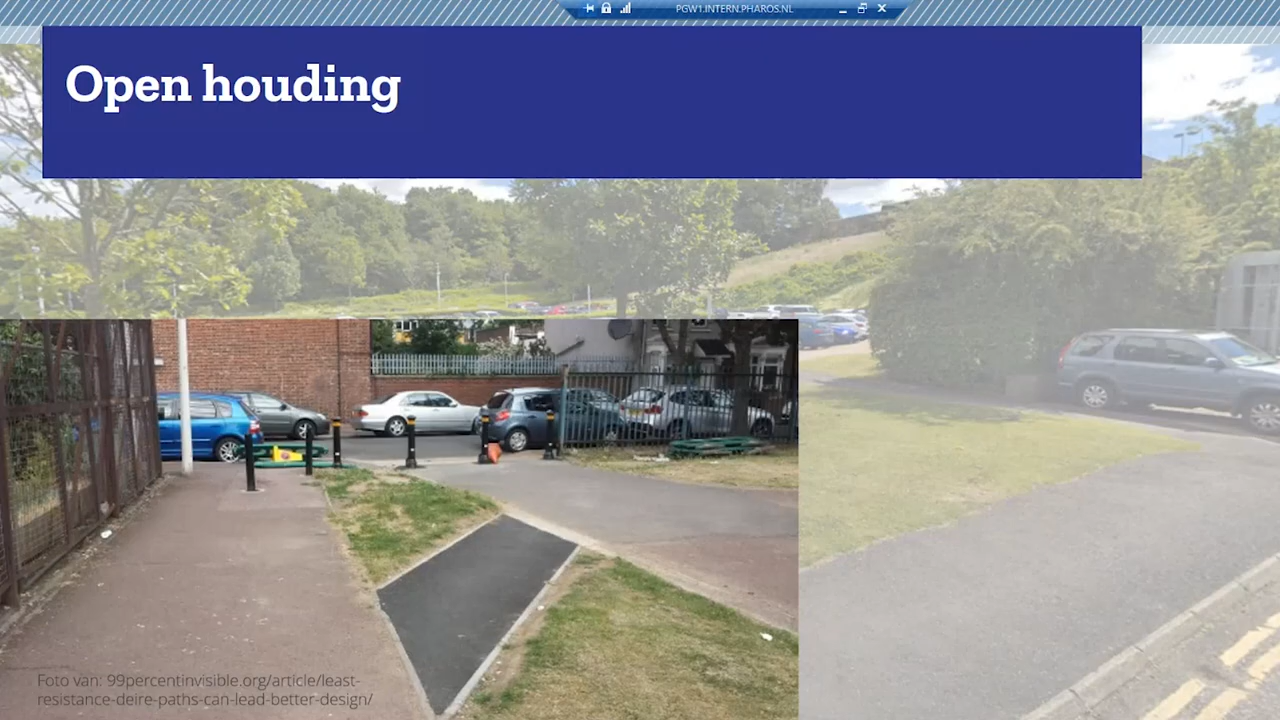 PGW1.INTERN.PHAROS.NL
Open houding
Foto van: 99percentinvisible.org/article/least-
resistance-deire-paths-can-lead-better-design/